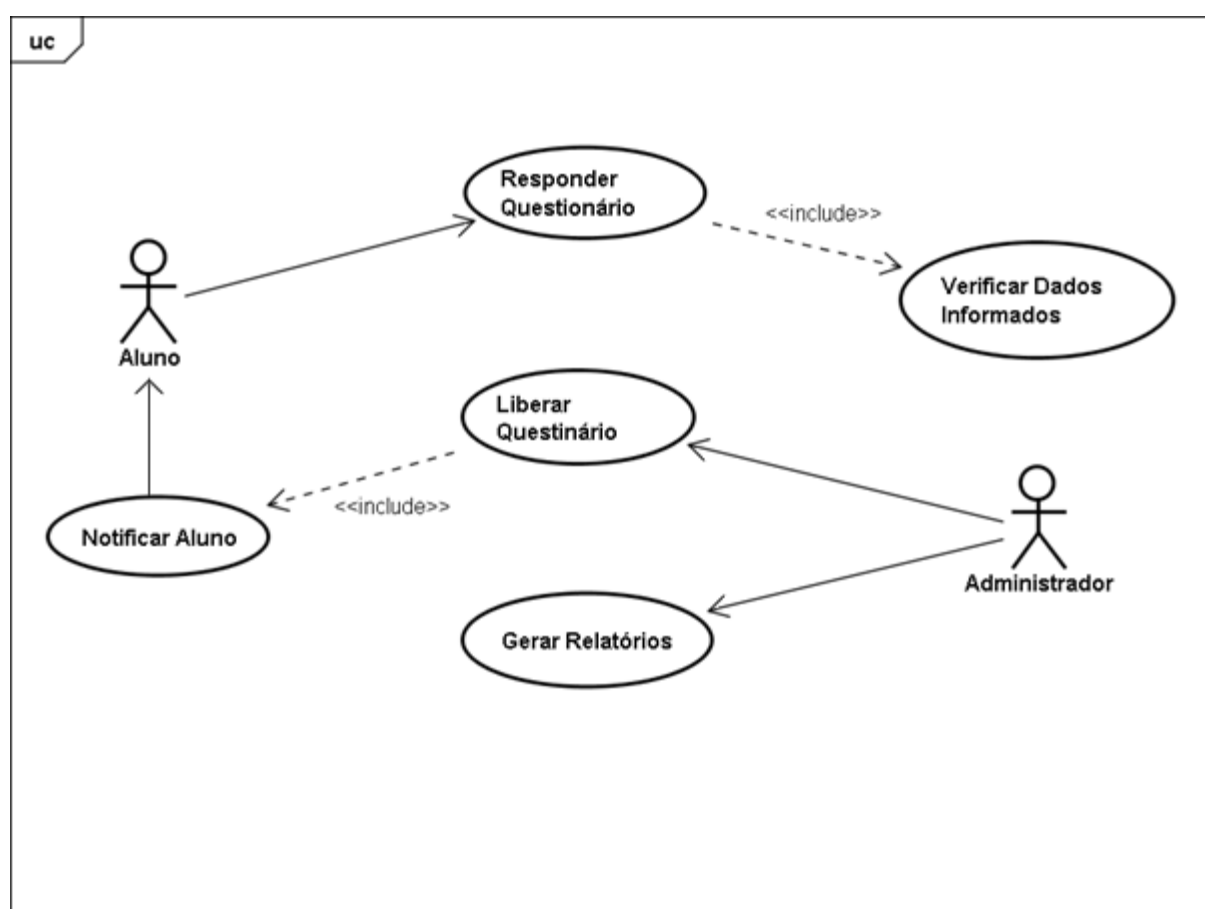 uc
Responder
Questionário
<<include>>
Verificar Dados
Informados
Aluno
Liberar
Questinário
<<include>>
Notificar Aluno
Administrador
Gerar Relatórios